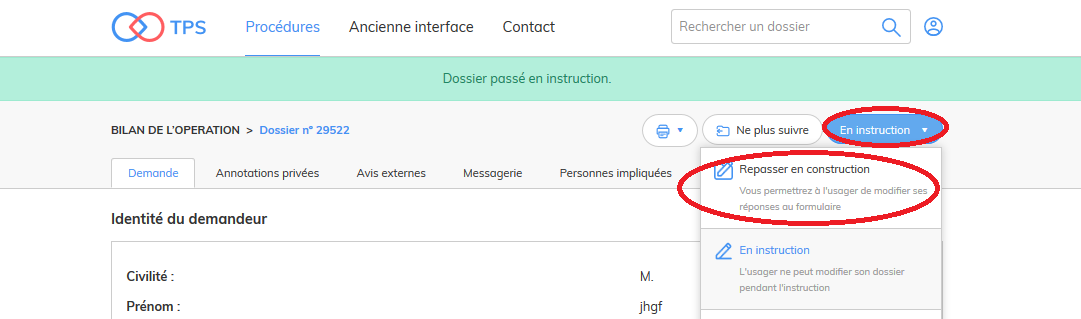 TPS Procédures Ancienne interface Contact Rechercher un dossier
Dossier passé en instruction.
BILAN DE L'OPERATION > Dossier nº 29522 Ne plus suivre En instruction
Demande Annotations privées Avis externes Messagerie Personnes impliquées
Repasser en construction
Vous permettrez à l'usager de modifier ses
réponses au formulaire
Identité du demandeur
En instruction
L'usager ne peut modifier son dossier
pendant l'instruction
Civilité : M.
Prénom : jhgf